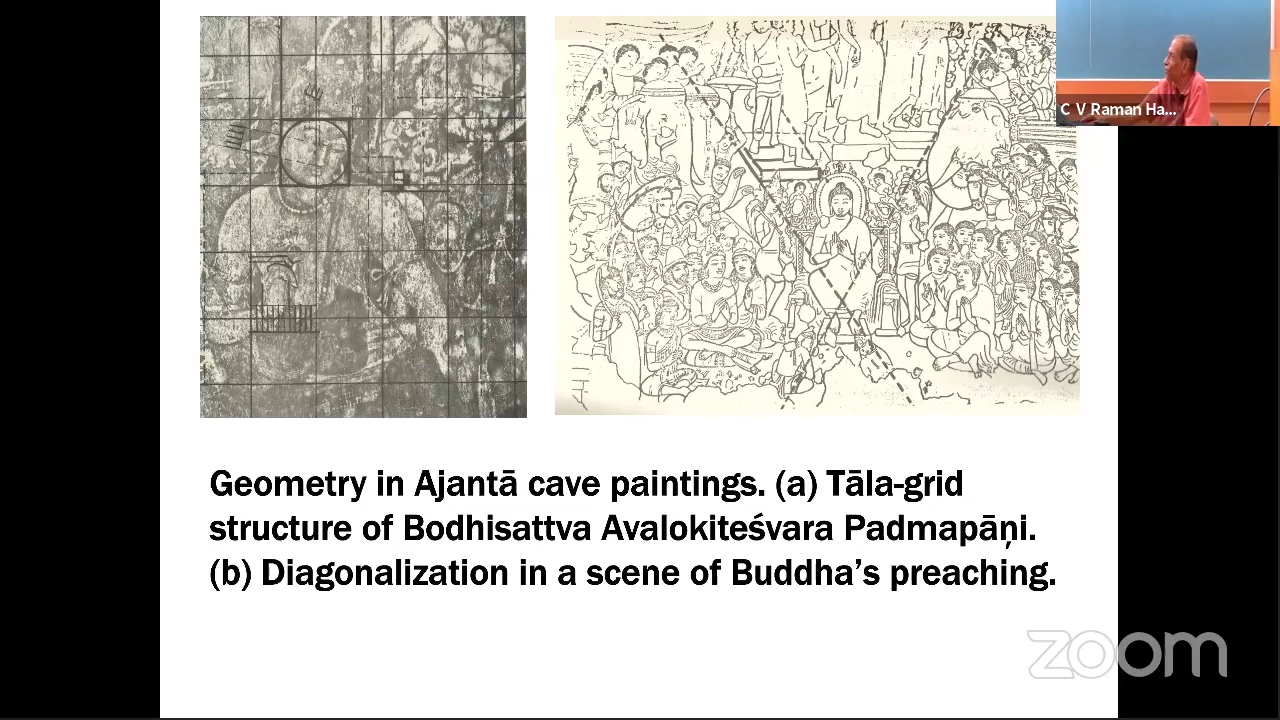 C V Raman Ha...
Geometry in Ajantā cave paintings. (a) Tāla-grid
structure of Bodhisattva Avalokiteśvara Padmapāṇi.
(b) Diagonalization in a scene of Buddha’s preaching.
zoom